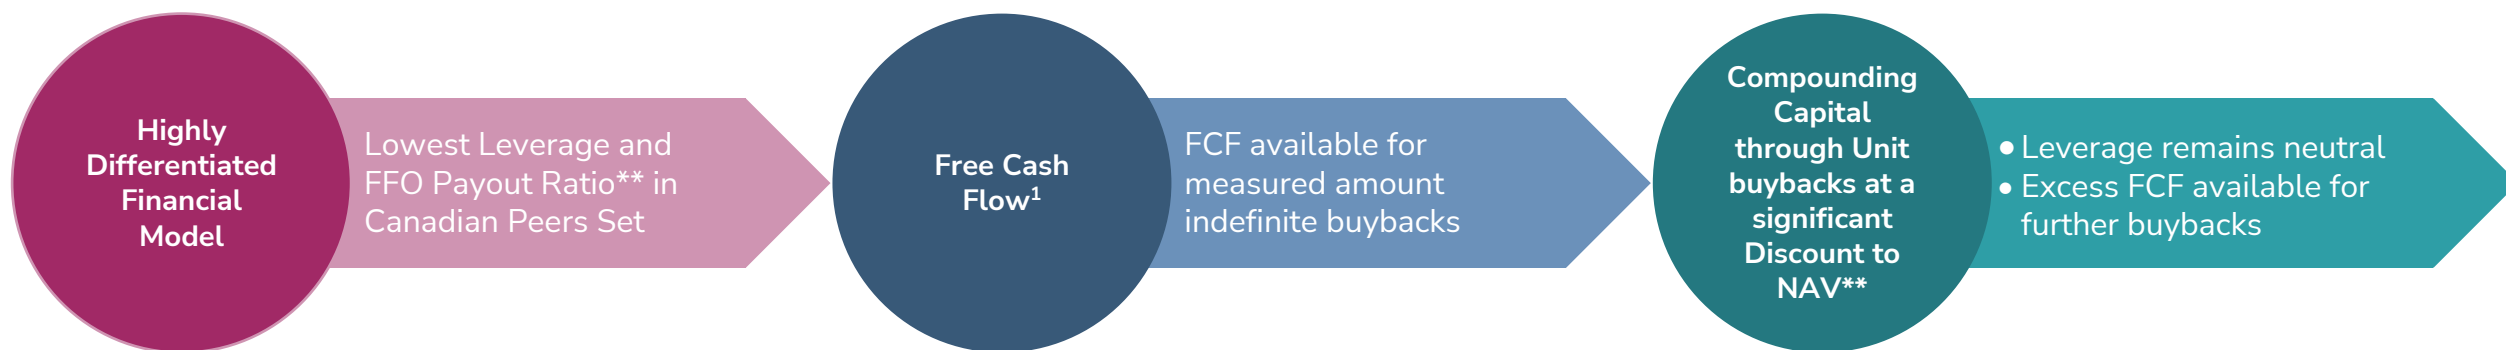 Highly
Differentiated
Financial
Model
Lowest Leverage and
FFO Payout Ratio** in
Canadian Peers Set
Free Cash
Flow¹
FCF available for
measured amount
indefinite buybacks
Compounding
Capital
through Unit
buybacks at a
significant
Discount to
NAV**
• Leverage remains neutral
• Excess FCF available for
further buybacks